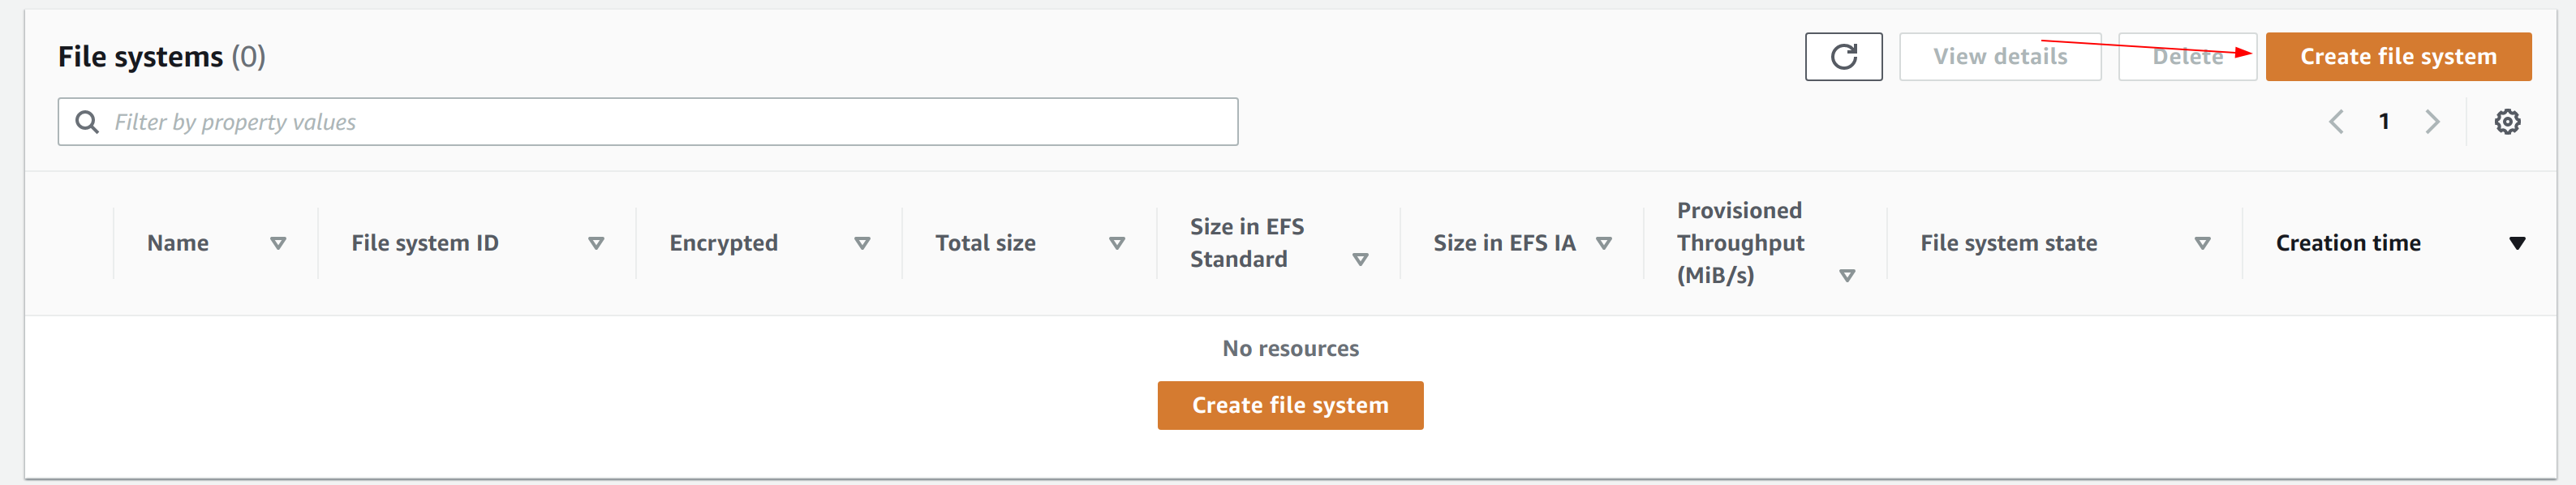 File systems (0)
View details
Delete
Create file system
Filter by property values
1
Name
File system ID
Encrypted
Total size
Size in EFS
Standard
Size in EFS IA
Provisioned
Throughput
(MiB/s)
File system state
Creation time
No resources
Create file system